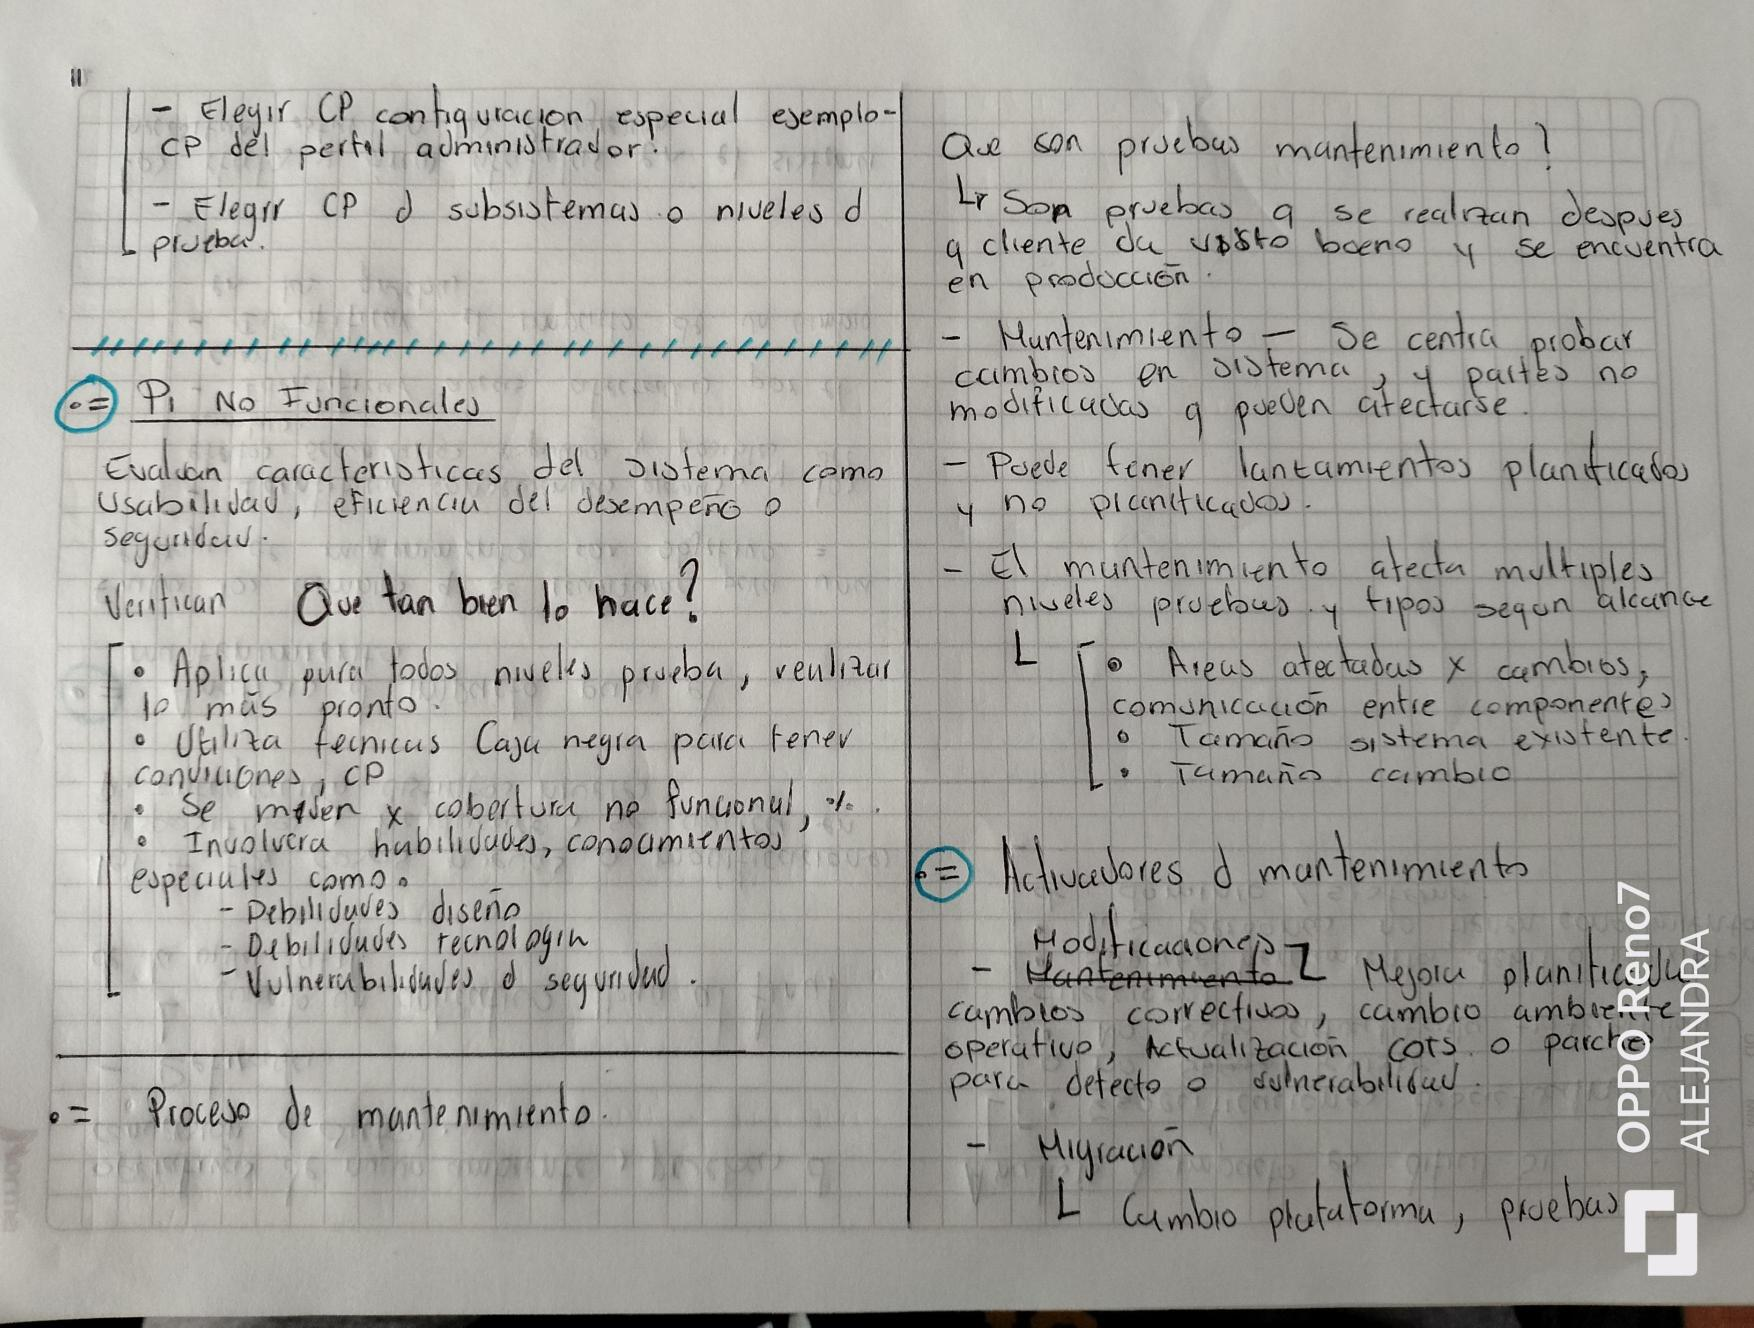 - Elegir CP configuracion especial ejemplo-
CP del perfil administrador.
- Elegir CP d subsistemas o niveles d
prueba.
P. No Funcionales
Evaluan caracteristicas del sistema como
usabilidad, eficiencia del desempeño o
seguridad.
Verifican Que tan bien lo hace?
• Aplica para todos niveles prueba, realizar
lo más pronto.
• Utiliza tecnicas Caja negra para tener
condiciones, CP
• Se miden x cobertura no funcional, %.
• Involucra habilidades, conocimientos
especiales como.
- Debilidades diseño
- Debilidades tecnologia
- Vulnerabilidades d seguridad.
Proceso de mantenimiento.
Que son pruebas mantenimiento?
Son pruebas q se realizan despues
q cliente da visto bueno y se encuentra
en producción.
- Mantenimiento - Se centra probar
cambios en sistema, y partes no
modificadas q pueden afectarse.
- Puede tener lanzamientos planificados
y no planificados.
- El mantenimiento afecta multiples
niveles pruebas y tipos segun alcance
• Areas afectadas x cambios,
comunicación entre componentes
• Tamaño sistema existente.
• Tamaño cambio
Activadores d mantenimiento
Modificaciones
- Mantenimiento Mejora planificada
cambios correctivos, cambio ambiente
operativo, Actualización COTS o parche
para defecto o vulnerabilidad.
- Migración
Cambio plataforma, pruebas
OPPO Reno7
ALEJANDRA